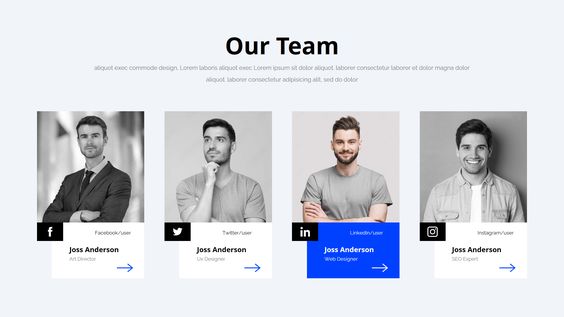 Our Team
aliquot exec commode design, Lorem laboris aliquot exec Lorem ipsum sit dolor aliquot, laborer consectetur laborer et dolor magna dolor
aliquot, laborer consectetur adipisicing alit, sed do dolor
Facebook/user
Joss Anderson
Art Director
Twitter/user
Joss Anderson
Ux Designer
LinkedIn/user
Joss Anderson
Web Designer
Instagram/user
Joss Anderson
SEO Expert